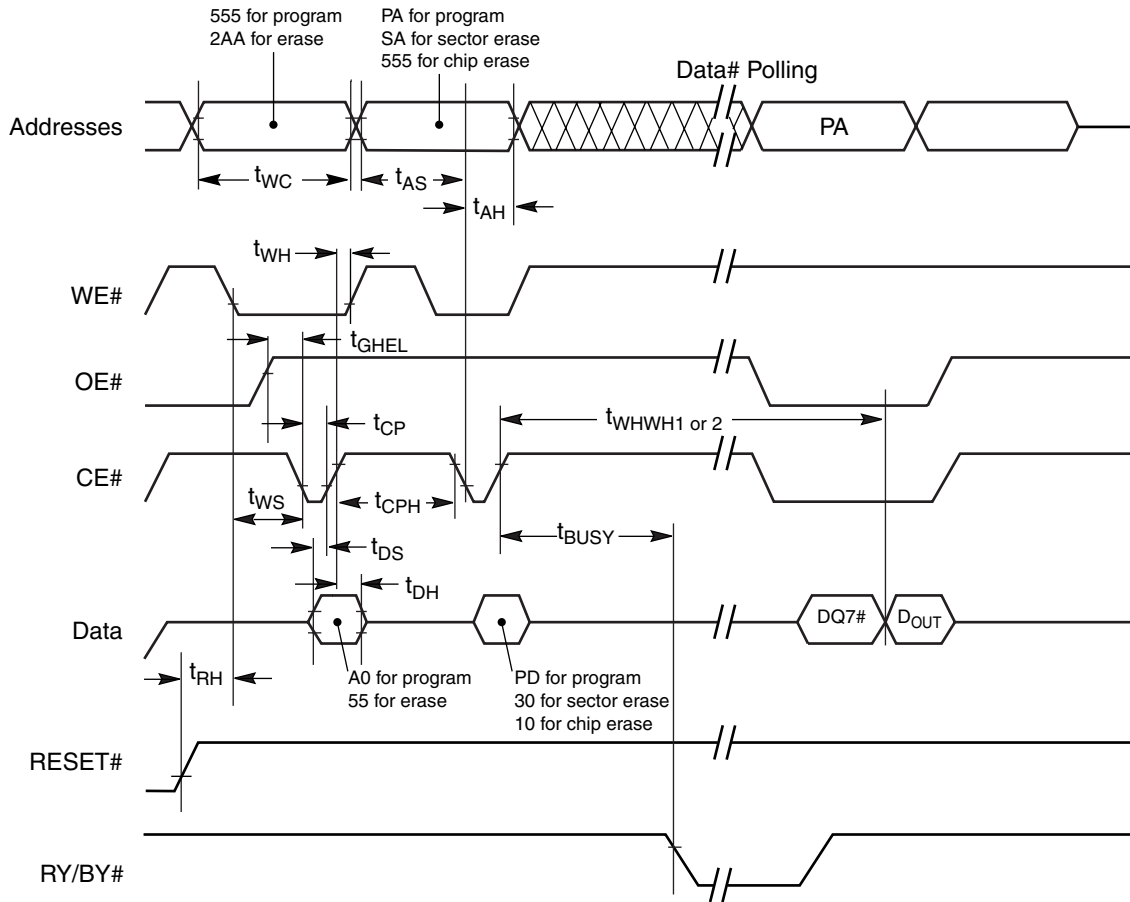 555 for program
2AA for erase
PA for program
SA for sector erase
555 for chip erase
Data# Polling
Addresses
PA
tWC
tAS
tAH
tWH
WE#
tGHEL
OE#
tWHWH1 or 2
tCP
CE#
tWS
tCPH
tBUSY
tDS
tDH
Data
DQ7#
DOUT
tRH
A0 for program
55 for erase
PD for program
30 for sector erase
10 for chip erase
RESET#
RY/BY#